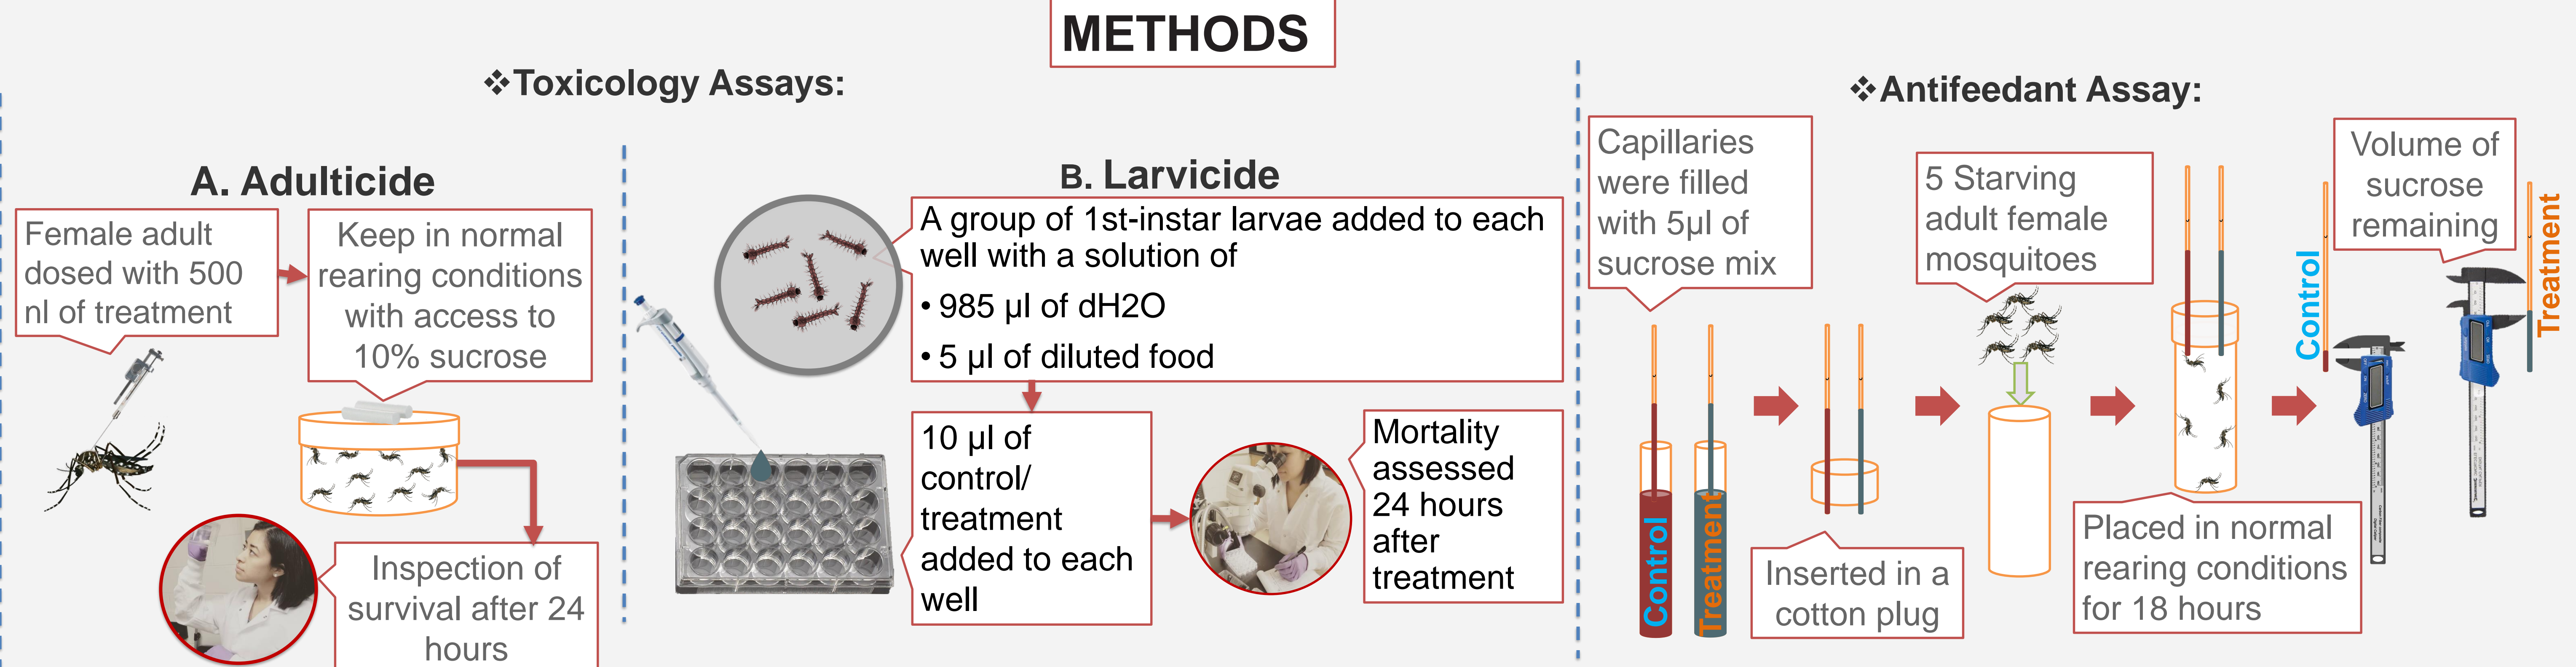 METHODS
❖Toxicology Assays:
A. Adulticide
Female adult
dosed with 500
nl of treatment
Keep in normal
rearing conditions
with access to
10% sucrose
Inspection of
survival after 24
hours
B. Larvicide
A group of 1st-instar larvae added to each
well with a solution of
• 985 µl of dH2O
• 5 µl of diluted food
10 µl of
control/
treatment
added to each
well
Mortality
assessed
24 hours
after
treatment
❖Antifeedant Assay:
Capillaries
were filled
with 5µl of
sucrose mix
Control
Treatment
Inserted in a
cotton plug
5 Starving
adult female
mosquitoes
Placed in normal
rearing conditions
for 18 hours
Volume of
sucrose
remaining
Control
Treatment